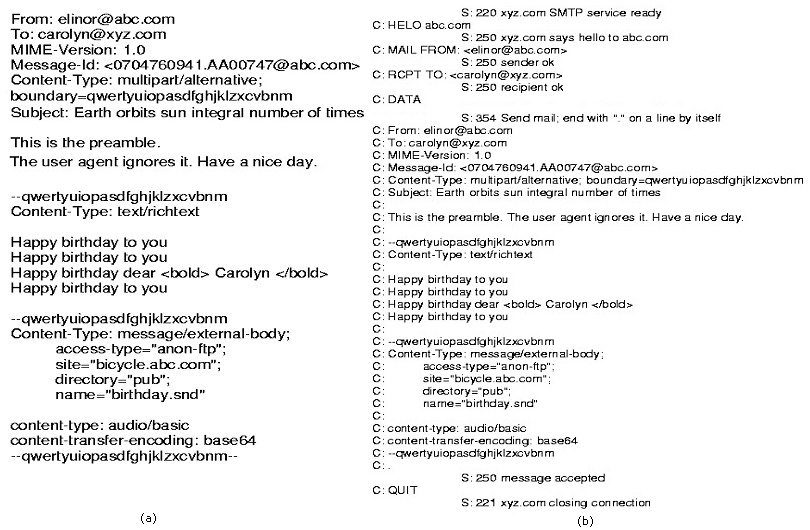 From: elinor@abc.com
To: carolyn@xyz.com
MIME-Version: 1.0
Message-Id: <0704760941.AA00747@abc.com>
Content-Type: multipart/alternative;
boundary=qwertyuiopasdfghjklzxcvbnm
Subject: Earth orbits sun integral number of times
This is the preamble.
The user agent ignores it. Have a nice day.
--qwertyuiopasdfghjklzxcvbnm
Content-Type: text/richtext
Happy birthday to you
Happy birthday to you
Happy birthday dear <bold> Carolyn </bold>
Happy birthday to you
--qwertyuiopasdfghjklzxcvbnm
Content-Type: message/external-body;
access-type="anon-ftp";
site="bicycle.abc.com";
directory="pub";
name="birthday.snd"
content-type: audio/basic
content-transfer-encoding: base64
--qwertyuiopasdfghjklzxcvbnm--
(a)
S: 220 xyz.com SMTP service ready
C: HELO abc.com
S: 250 xyz.com says hello to abc.com
C: MAIL FROM: <elinor@abc.com>
S: 250 sender ok
C: RCPT TO: <carolyn@xyz.com>
S: 250 recipient ok
C: DATA
S: 354 Send mail; end with "." on a line by itself
C: From: elinor@abc.com
C: To: carolyn@xyz.com
C: MIME-Version: 1.0
C: Message-Id: <0704760941.AA00747@abc.com>
C: Content-Type: multipart/alternative; boundary=qwertyuiopasdfghjklzxcvbnm
C: Subject: Earth orbits sun integral number of times
C:
C: This is the preamble. The user agent ignores it. Have a nice day.
C:
C: --qwertyuiopasdfghjklzxcvbnm
C: Content-Type: text/richtext
C:
C: Happy birthday to you
C: Happy birthday to you
C: Happy birthday dear <bold> Carolyn </bold>
C: Happy birthday to you
C:
C: --qwertyuiopasdfghjklzxcvbnm
C: Content-Type: message/external-body;
C: access-type="anon-ftp";
C: site="bicycle.abc.com";
C: directory="pub";
C: name="birthday.snd"
C:
C: content-type: audio/basic
C: content-transfer-encoding: base64
C: --qwertyuiopasdfghjklzxcvbnm
C: .
S: 250 message accepted
C: QUIT
S: 221 xyz.com closing connection
(b)